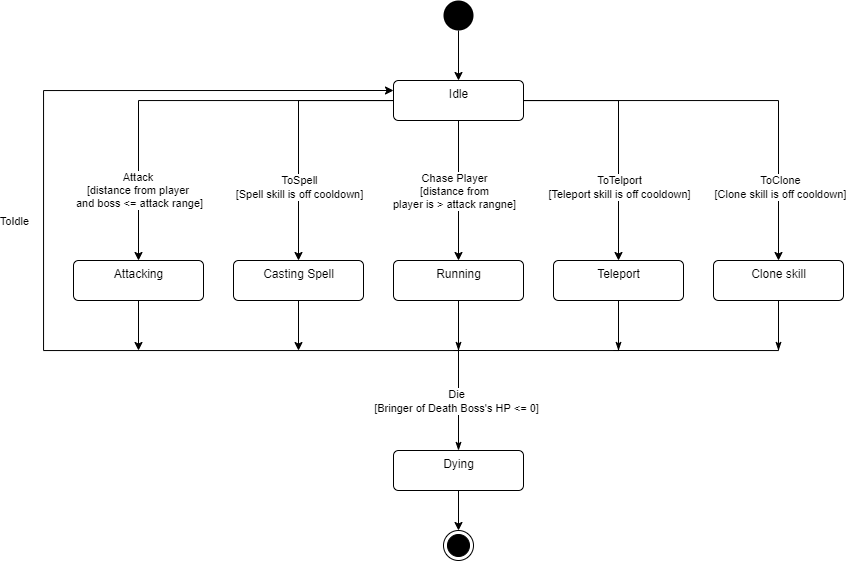 Idle
Attack
[distance from player
and boss <= attack range]
ToSpell
[Spell skill is off cooldown]
Chase Player
[distance from
player is > attack rangne]
ToTelport
[Teleport skill is off cooldown]
ToClone
[Clone skill is off cooldown]
ToIdle
Attacking
Casting Spell
Running
Teleport
Clone skill
Die
[Bringer of Death Boss's HP <= 0]
Dying